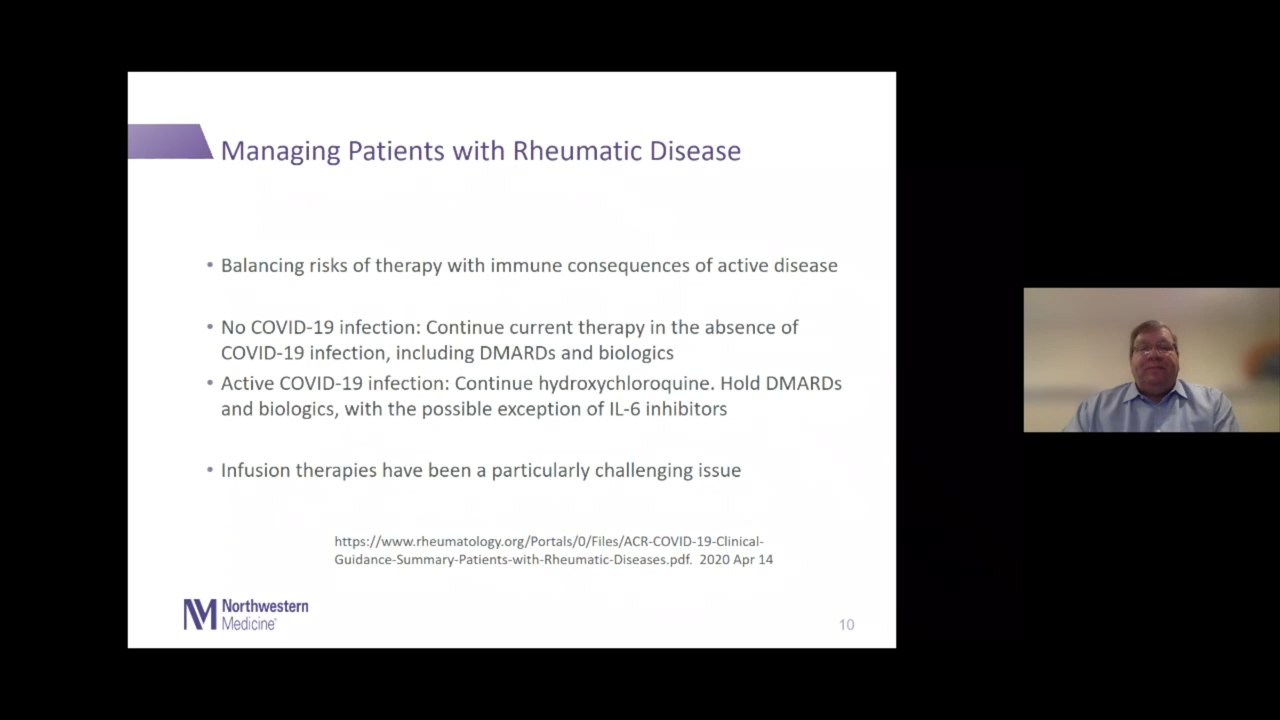 Managing Patients with Rheumatic Disease
• Balancing risks of therapy with immune consequences of active disease
• No COVID-19 infection: Continue current therapy in the absence of
COVID-19 infection, including DMARDs and biologics
• Active COVID-19 infection: Continue hydroxychloroquine. Hold DMARDs
and biologics, with the possible exception of IL-6 inhibitors
• Infusion therapies have been a particularly challenging issue
https://www.rheumatology.org/Portals/0/Files/ACR-COVID-19-Clinical-
Guidance-Summary-Patients-with-Rheumatic-Diseases.pdf. 2020 Apr 14
NM Northwestern
Medicine
10